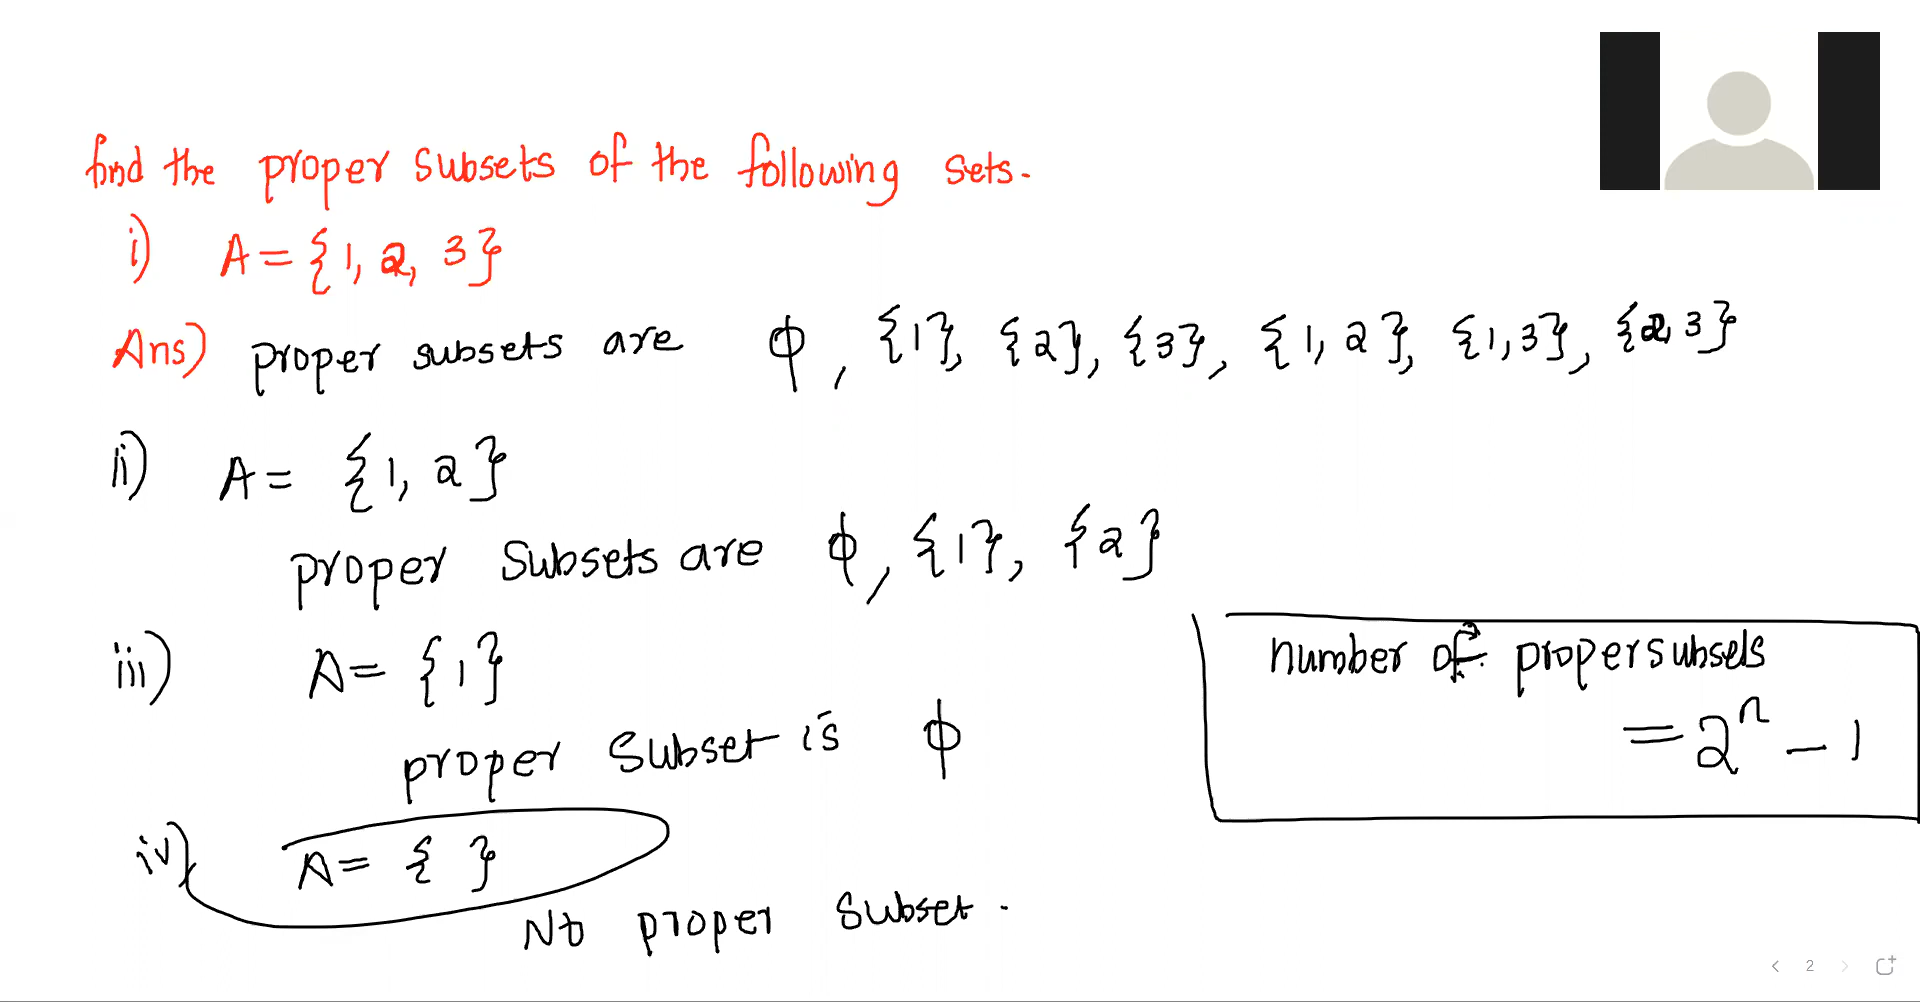 find the proper subsets of the following sets.
i) A = {1, 2, 3}
Ans) proper subsets are ϕ, {1}, {2}, {3}, {1, 2}, {1, 3}, {2, 3}
ii) A = {1, 2}
proper subsets are ϕ, {1}, {2}
iii) A = {1}
proper subset is ϕ
iv) A = { }
No proper subset.
number of proper subsets
= 2ⁿ - 1
2